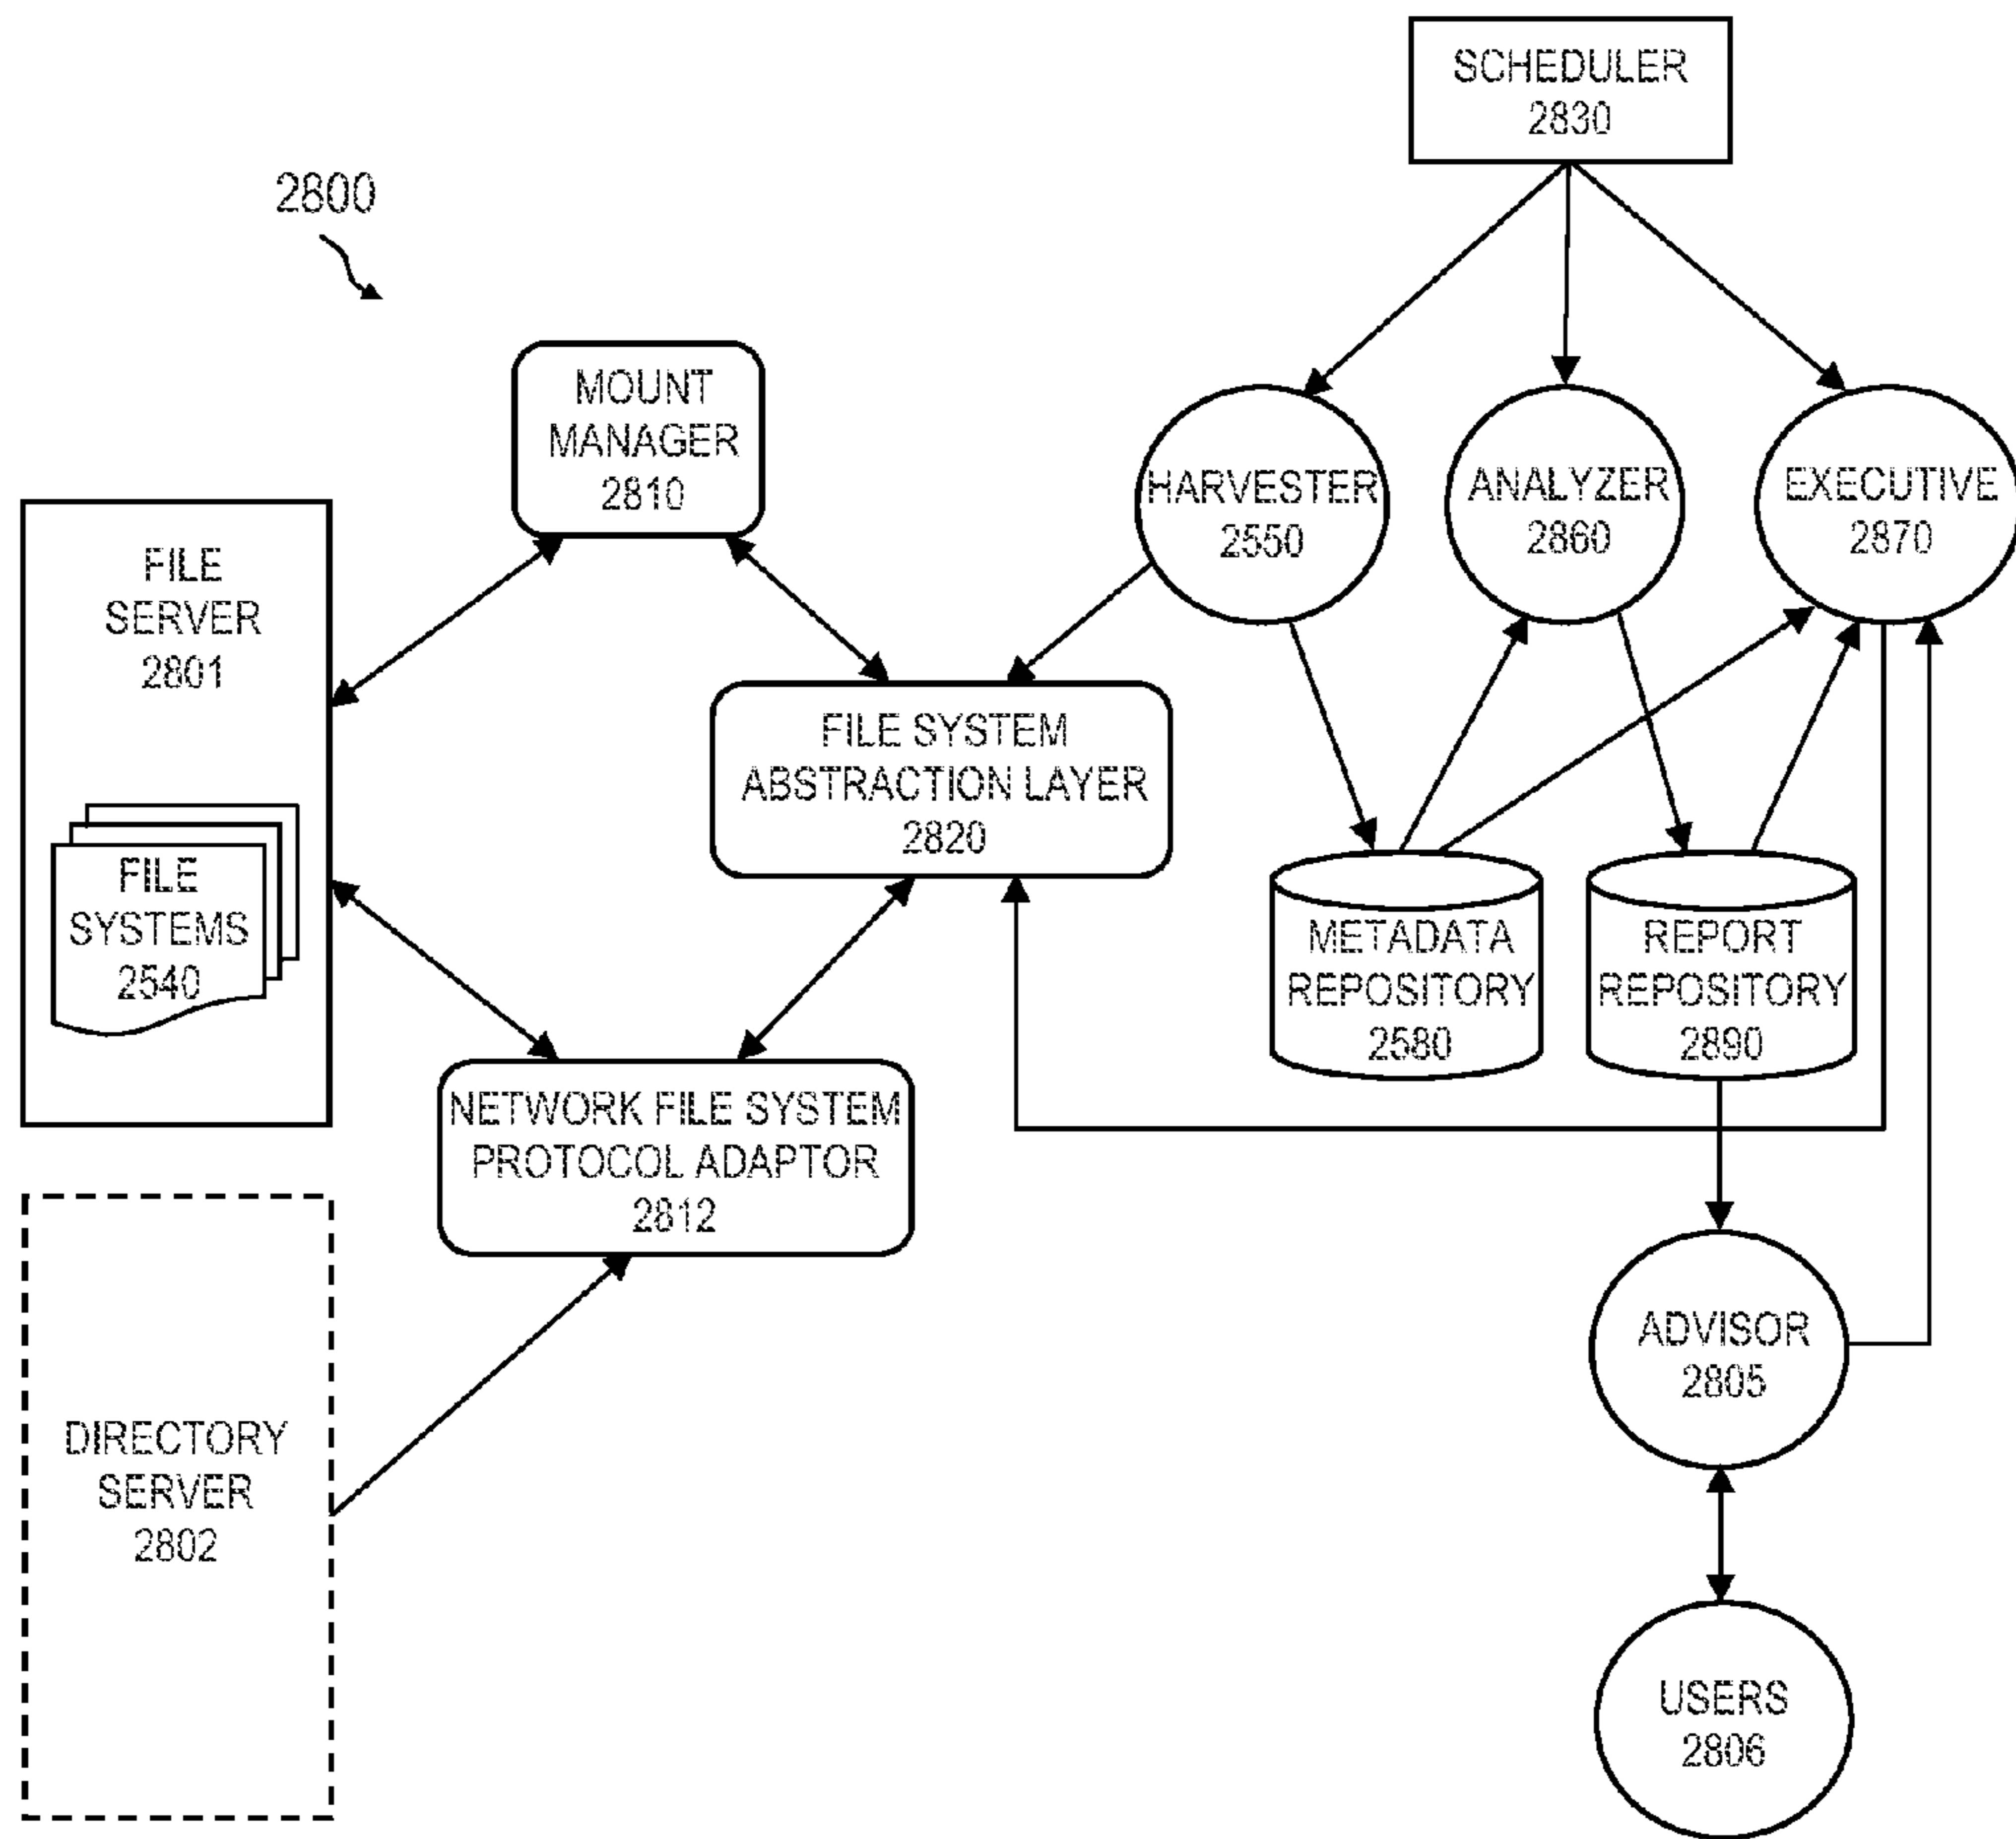 SCHEDULER
2830
2800
MOUNT
MANAGER
2810
HARVESTER
2550
ANALYZER
2860
EXECUTIVE
2870
FILE
SERVER
2801
FILE SYSTEM
ABSTRACTION LAYER
2820
FILE
SYSTEMS
2540
METADATA
REPOSITORY
2580
REPORT
REPOSITORY
2890
NETWORK FILE SYSTEM
PROTOCOL ADAPTOR
2812
DIRECTORY
SERVER
2802
ADVISOR
2805
USERS
2806